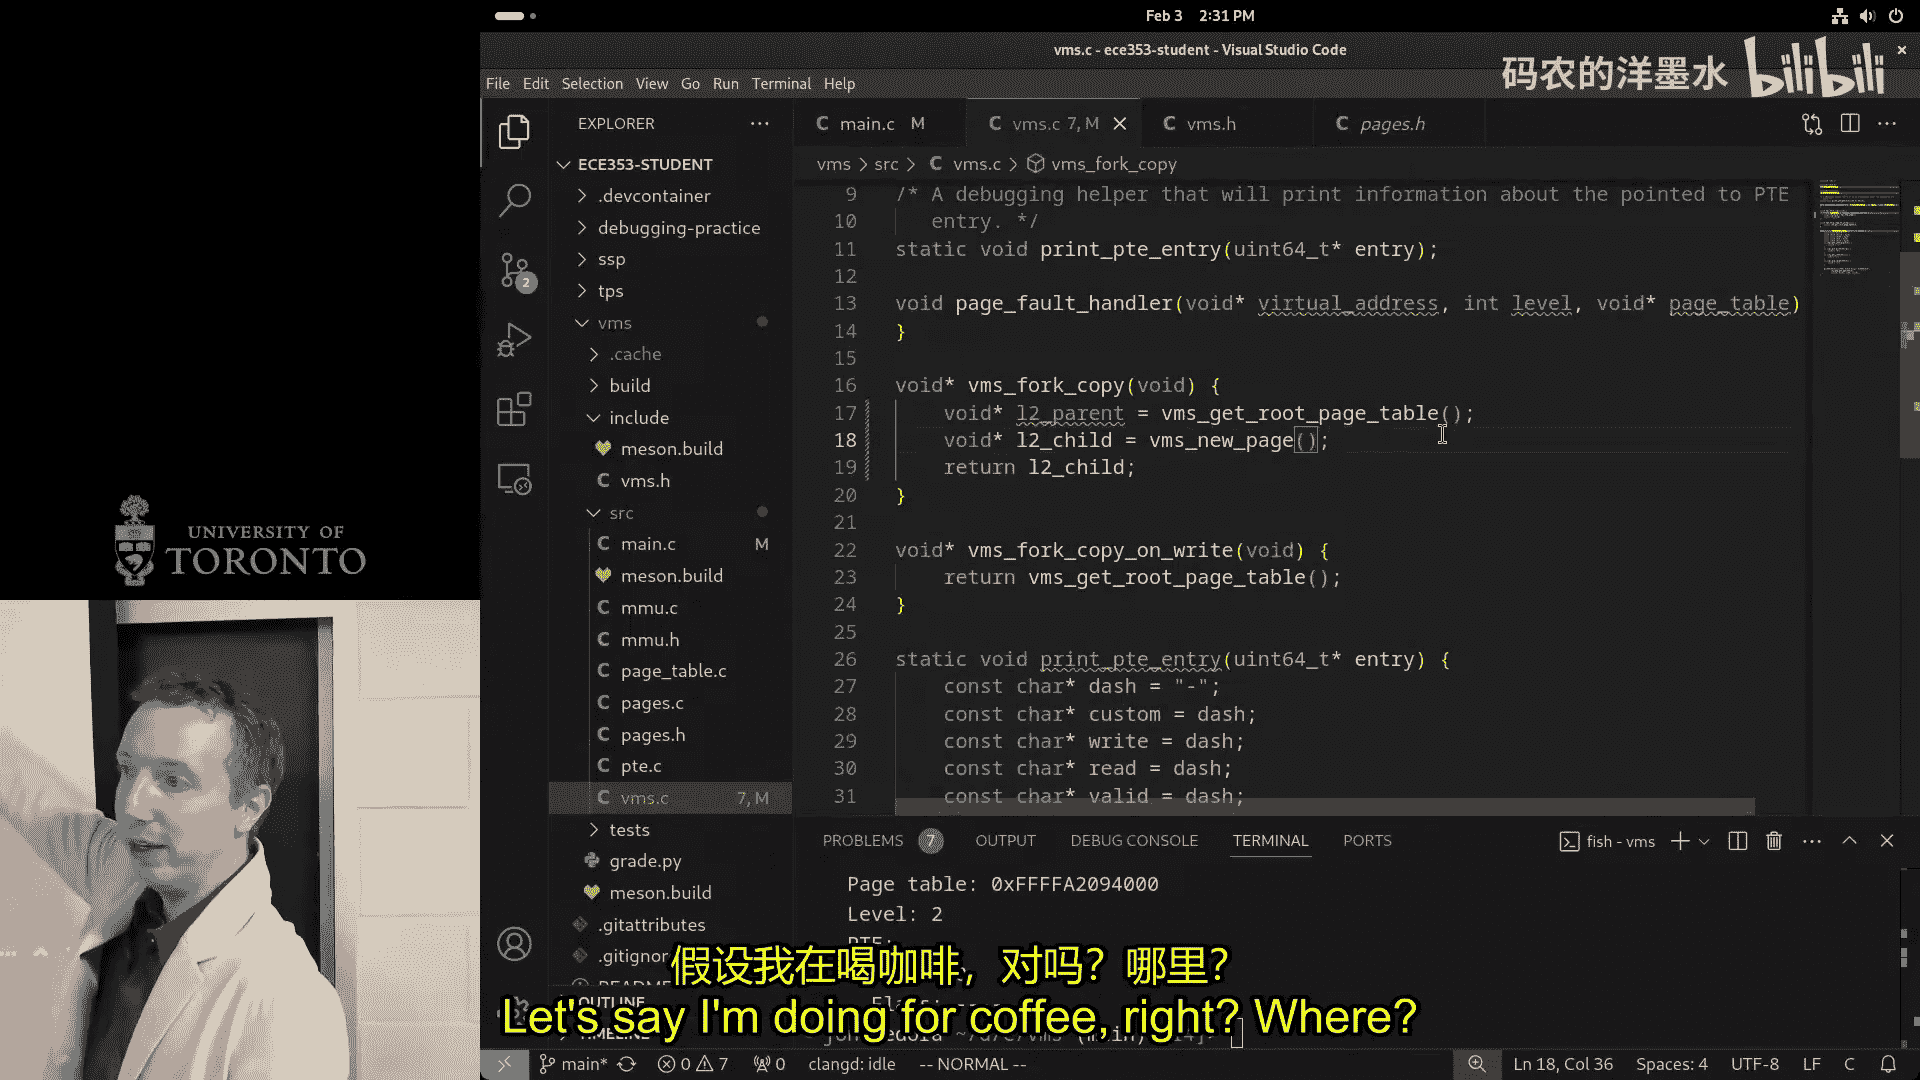 Feb 3 2:31 PM
vms.c - ece353-student - Visual Studio Code
码农的洋墨水 bilibili
File Edit Selection View Go Run Terminal Help
EXPLORER
main.c M
vms.c 7, M
vms.h
pages.h
vms > src > C vms.c > vms_fork_copy
ECE353-STUDENT
.devcontainer
debugging-practice
ssp
tps
vms
.cache
build
include
meson.build
vms.h
src
main.c M
meson.build
mmu.c
mmu.h
page_table.c
pages.c
pages.h
pte.c
vms.c 7, M
tests
grade.py
meson.build
.gitattributes
OUTLINE
9 /* A debugging helper that will print information about the pointed to PTE
10 entry. */
11 static void print_pte_entry(uint64_t* entry);
12
13 void page_fault_handler(void* virtual_address, int level, void* page_table)
14 }
15
16 void* vms_fork_copy(void) {
17 void* l2_parent = vms_get_root_page_table();
18 void* l2_child = vms_new_page();
19 return l2_child;
20 }
21
22 void* vms_fork_copy_on_write(void) {
23 return vms_get_root_page_table();
24 }
25
26 static void print_pte_entry(uint64_t* entry) {
27 const char* dash = "-";
28 const char* custom = dash;
29 const char* write = dash;
30 const char* read = dash;
31 const char* valid = dash;
PROBLEMS 7 OUTPUT DEBUG CONSOLE TERMINAL PORTS
fish - vms
Page table: 0xFFFFA2094000
Level: 2
UNIVERSITY OF
TORONTO
假设我在喝咖啡，对吗？哪里？
Let's say I'm doing for coffee, right? Where?
main* 0 7 0 clangd: idle -- NORMAL -- Ln 18, Col 36 Spaces: 4 UTF-8 LF C